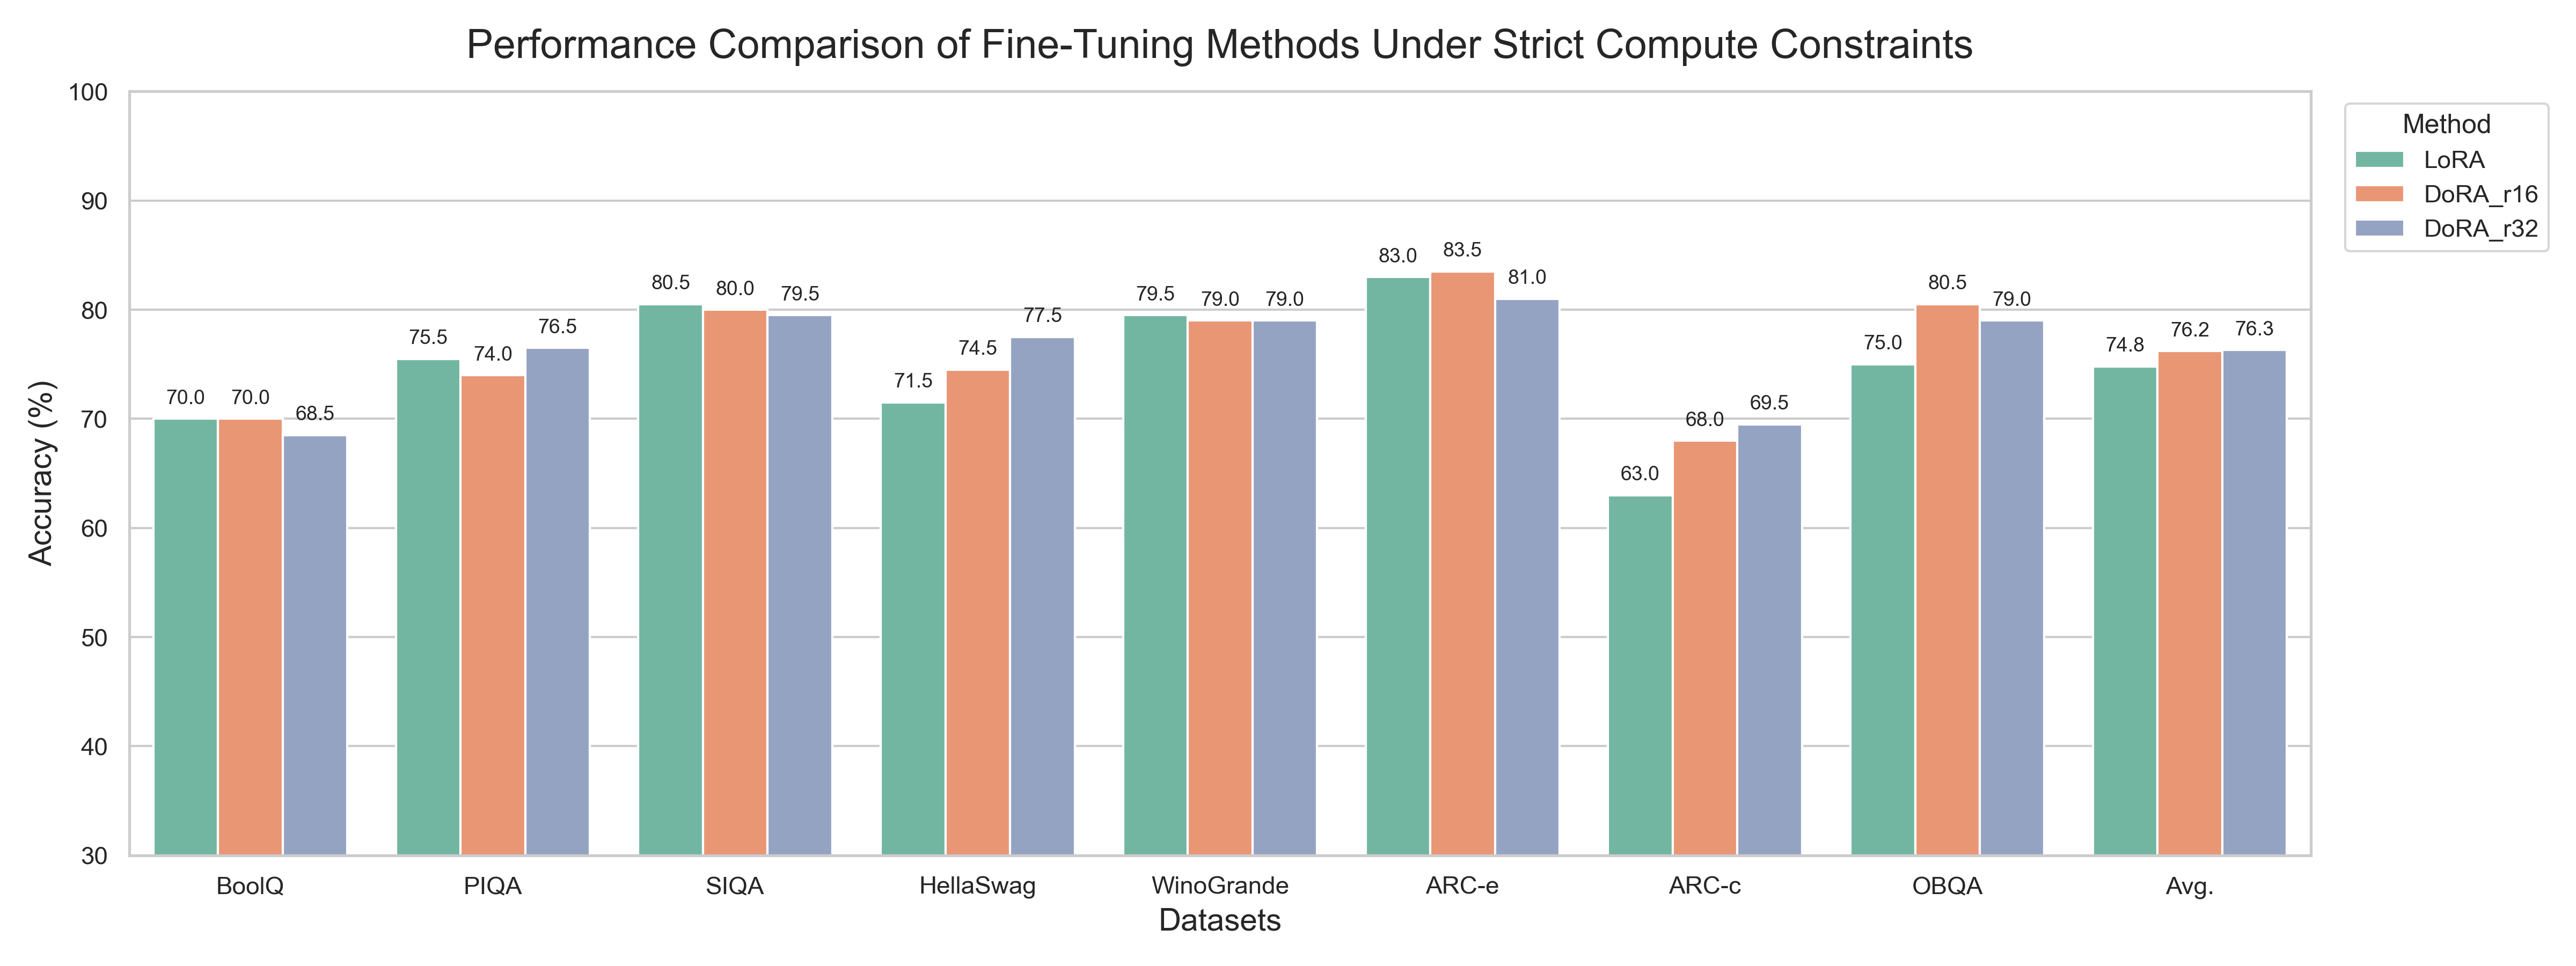 Performance Comparison of Fine-Tuning Methods Under Strict Compute Constraints
Accuracy (%)
100
90
80
70
60
50
40
30
70.0 70.0 68.5
75.5 74.0 76.5
80.5 80.0 79.5
71.5 74.5 77.5
79.5 79.0 79.0
83.0 83.5 81.0
63.0 68.0 69.5
75.0 80.5 79.0
74.8 76.2 76.3
BoolQ PIQA SIQA HellaSwag WinoGrande ARC-e ARC-c OBQA Avg.
Datasets
Method
LoRA
DoRA_r16
DoRA_r32